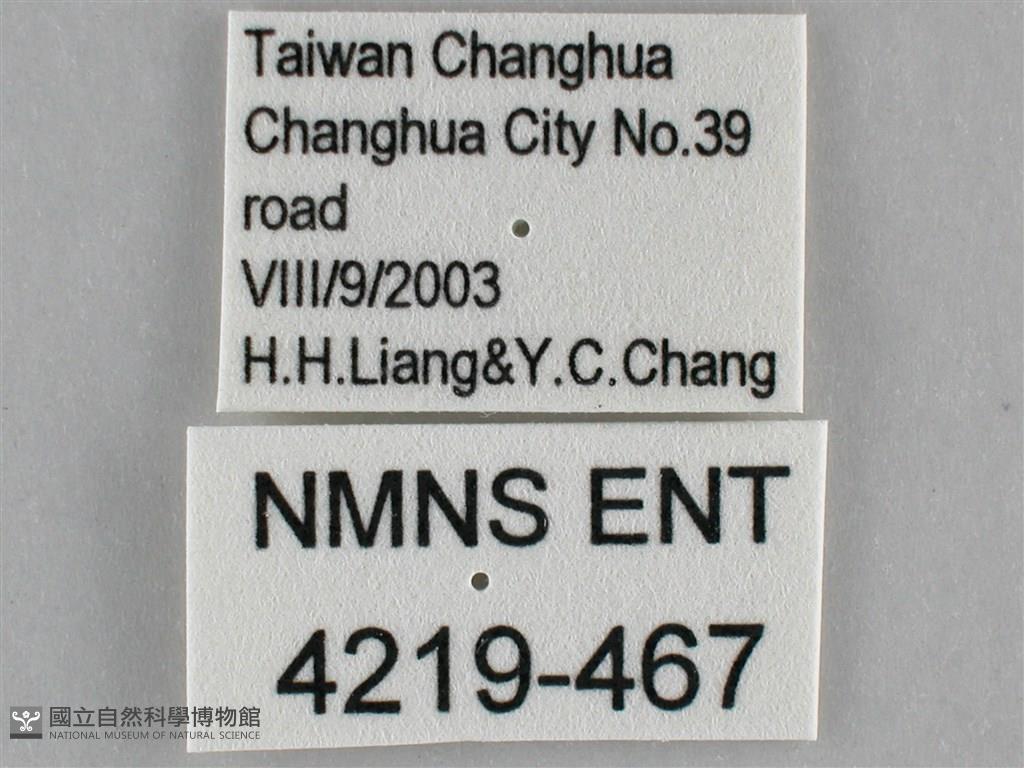 Taiwan Changhua
Changhua City No.39
road
VIII/9/2003
H.H.Liang&Y.C.Chang
NMNS ENT
4219-467
國立自然科學博物館
NATIONAL MUSEUM OF NATURAL SCIENCE